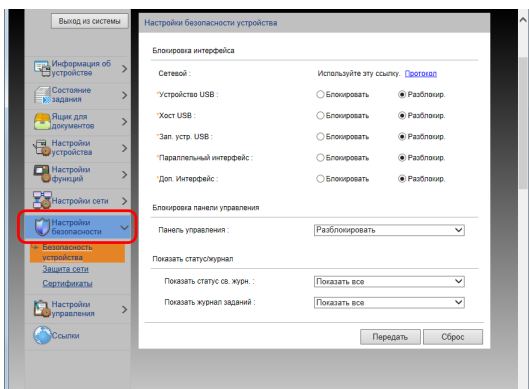 Выход из системы
Информация об
устройстве
Состояние
задания
Ящик для
документов
Настройки
устройства
Настройки
функций
Настройки сети
Настройки
безопасности
Безопасность
устройства
Защита сети
Сертификаты
Настройки
управления
Ссылки
Настройки безопасности устройства
Блокировка интерфейса
Сетевой : Используйте эту ссылку. Протокол
*Устройство USB : Блокировать Разблокир.
*Хост USB : Блокировать Разблокир.
*Зап. устр. USB : Блокировать Разблокир.
*Параллельный интерфейс : Блокировать Разблокир.
*Доп. Интерфейс : Блокировать Разблокир.
Блокировка панели управления
Панель управления : Разблокировать
Показать статус/журнал
Показать статус св. журн. : Показать все
Показать журнал заданий : Показать все
Передать Сброс